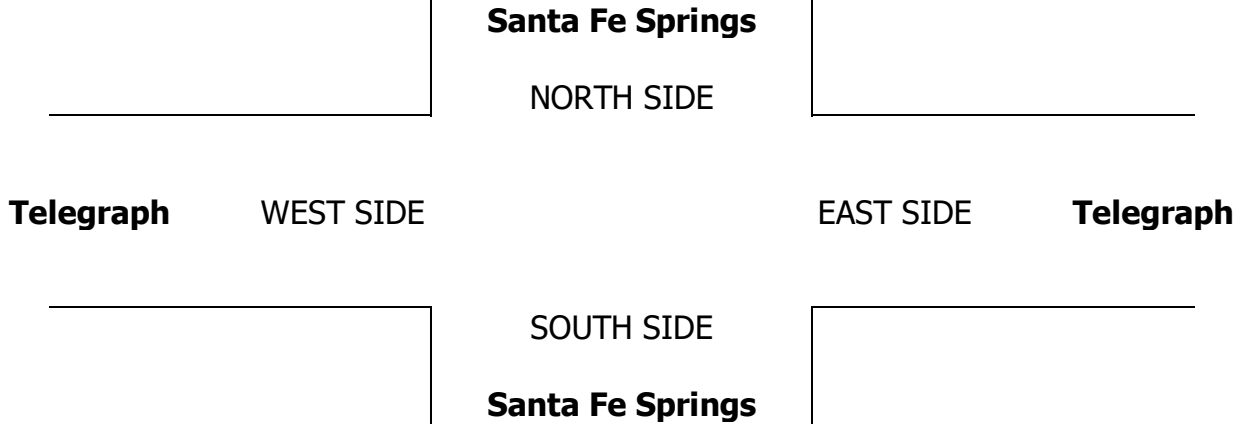 Santa Fe Springs
NORTH SIDE
Telegraph WEST SIDE EAST SIDE Telegraph
SOUTH SIDE
Santa Fe Springs